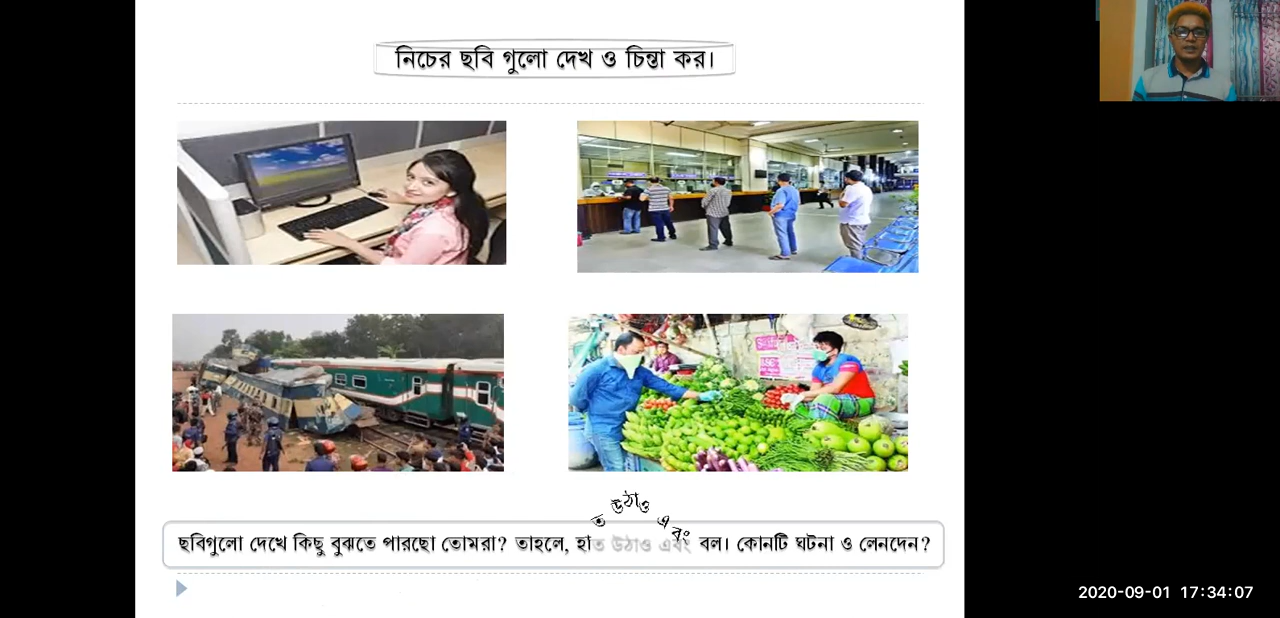 নিচের ছবি গুলো দেখ ও চিন্তা কর।
ছবিগুলো দেখে কিছু বুঝতে পারছো তোমরা? তাহলে, হাত উঠাও এবং বল। কোনটি ঘটনা ও লেনদেন?
2020-09-01 17:34:07